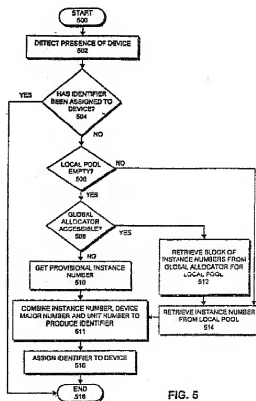 START
500
DETECT PRESENCE OF DEVICE
502
HAS IDENTIFIER
BEEN ASSIGNED TO
DEVICE?
504
YES
NO
LOCAL POOL
EMPTY?
506
NO
YES
GLOBAL
ALLOCATOR
ACCESSIBLE?
508
YES
NO
RETRIEVE BLOCK OF
INSTANCE NUMBERS FROM
GLOBAL ALLOCATOR FOR
LOCAL POOL
512
GET PROVISIONAL INSTANCE
NUMBER
510
RETRIEVE INSTANCE NUMBER
FROM LOCAL POOL
514
COMBINE INSTANCE NUMBER, DEVICE
MAJOR NUMBER AND UNIT NUMBER TO
PRODUCE IDENTIFIER
511
ASSIGN IDENTIFIER TO DEVICE
516
END
518
FIG. 5